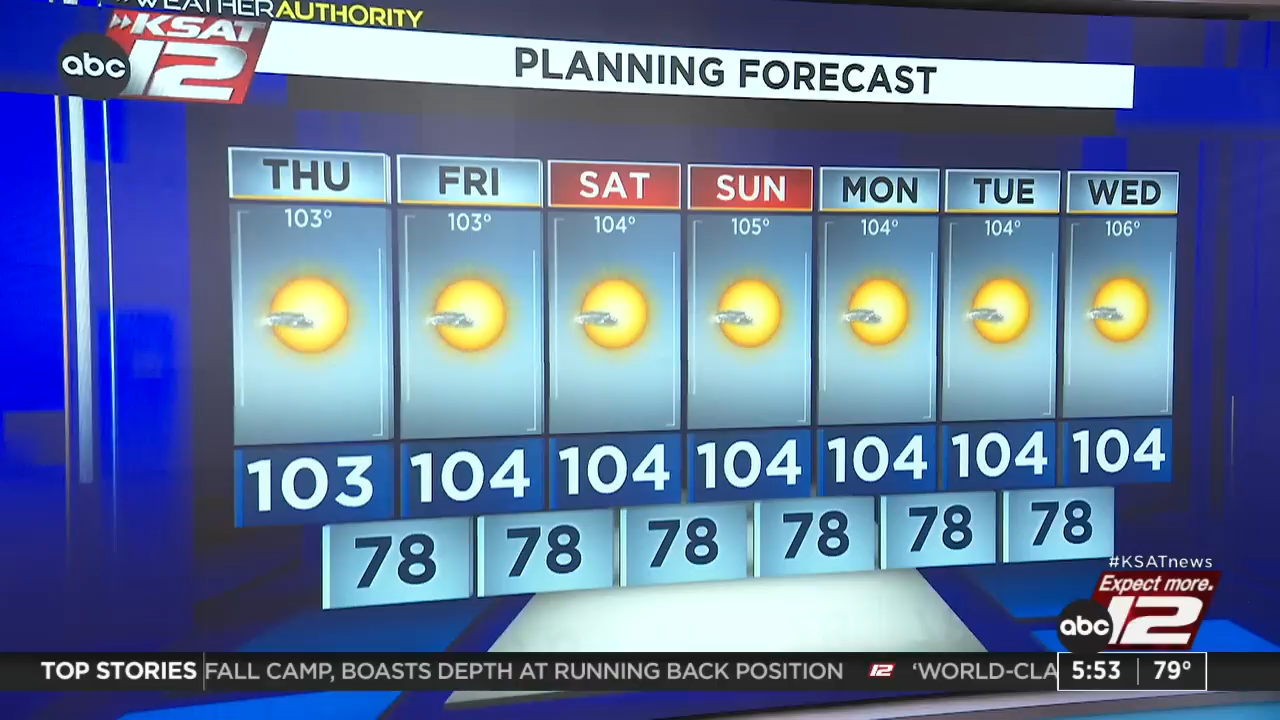 WEATHER AUTHORITY
KSAT
abc 12
PLANNING FORECAST
THU FRI SAT SUN MON TUE WED
103° 103° 104° 105° 104° 104° 106°
103 104 104 104 104 104 104
78 78 78 78 78 78
#KSATnews
Expect more.
abc 12
TOP STORIES FALL CAMP, BOASTS DEPTH AT RUNNING BACK POSITION 12 ‘WORLD-CLA 5:53 79°